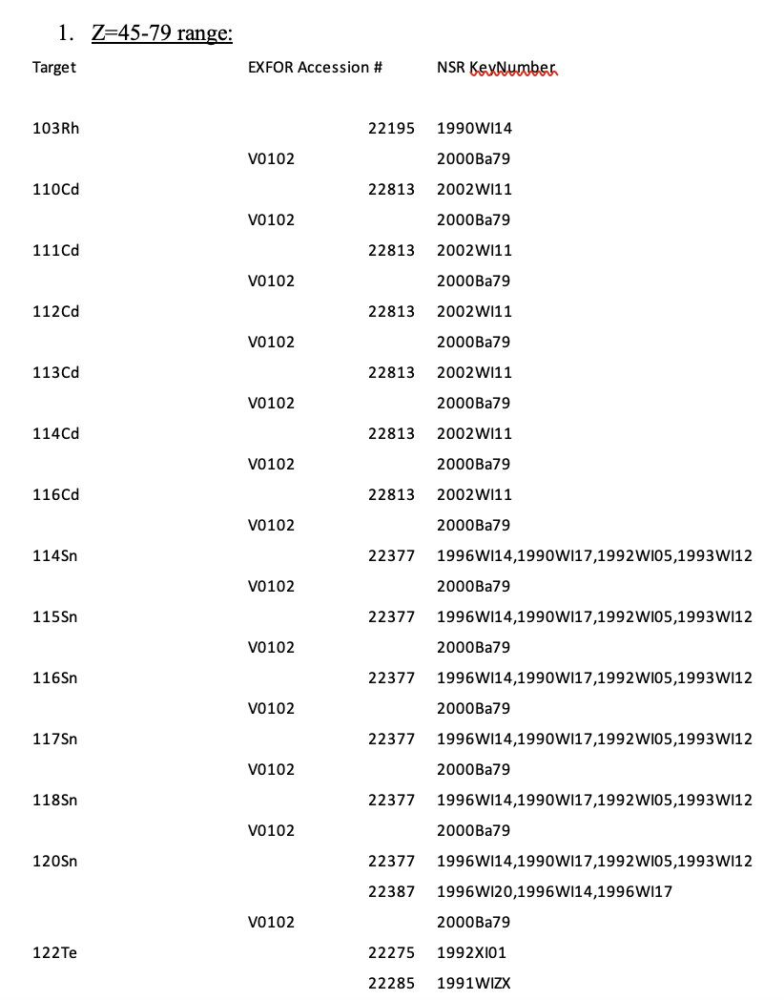 1. Z=45-79 range:
Target EXFOR Accession # NSR KeyNumber
103Rh 22195 1990WI14
V0102 2000Ba79
110Cd 22813 2002WI11
V0102 2000Ba79
111Cd 22813 2002WI11
V0102 2000Ba79
112Cd 22813 2002WI11
V0102 2000Ba79
113Cd 22813 2002WI11
V0102 2000Ba79
114Cd 22813 2002WI11
V0102 2000Ba79
116Cd 22813 2002WI11
V0102 2000Ba79
114Sn 22377 1996WI14,1990WI17,1992WI05,1993WI12
V0102 2000Ba79
115Sn 22377 1996WI14,1990WI17,1992WI05,1993WI12
V0102 2000Ba79
116Sn 22377 1996WI14,1990WI17,1992WI05,1993WI12
V0102 2000Ba79
117Sn 22377 1996WI14,1990WI17,1992WI05,1993WI12
V0102 2000Ba79
118Sn 22377 1996WI14,1990WI17,1992WI05,1993WI12
V0102 2000Ba79
120Sn 22377 1996WI14,1990WI17,1992WI05,1993WI12
22387 1996WI20,1996WI14,1996WI17
V0102 2000Ba79
122Te 22275 1992XI01
22285 1991WIZX